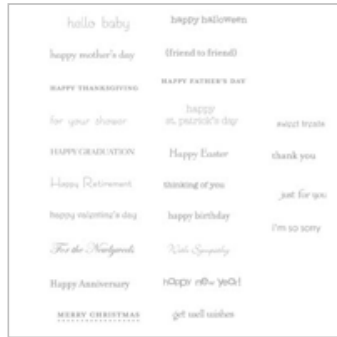 hello baby
happy mother's day
HAPPY THANKSGIVING
for your shower
HAPPY GRADUATION
Happy Retirement
happy valentine's day
For the Newlyweds
Happy Anniversary
MERRY CHRISTMAS
happy halloween
(friend to friend)
HAPPY FATHER'S DAY
happy
st. patrick's day
Happy Easter
thinking of you
happy birthday
With Sympathy
happy new year!
get well wishes
sweet treats
thank you
just for you
i'm so sorry